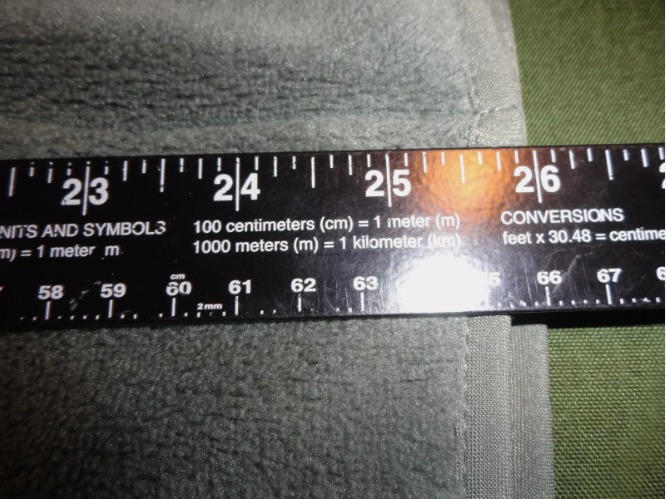 23 24 25 26
NITS AND SYMBOLS 100 centimeters (cm) = 1 meter (m) CONVERSIONS
m) = 1 meter m 1000 meters (m) = 1 kilometer (km) feet x 30.48 = centime
cm
58 59 60 61 62 63 66 67
2mm